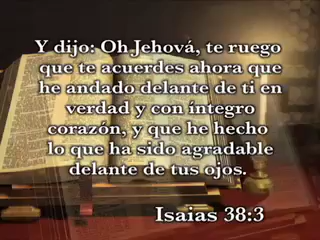 Y dijo: Oh Jehová, te ruego
que te acuerdes ahora que
he andado delante de ti en
verdad y con íntegro
corazón, y que he hecho
lo que ha sido agradable
delante de tus ojos.
Isaias 38:3